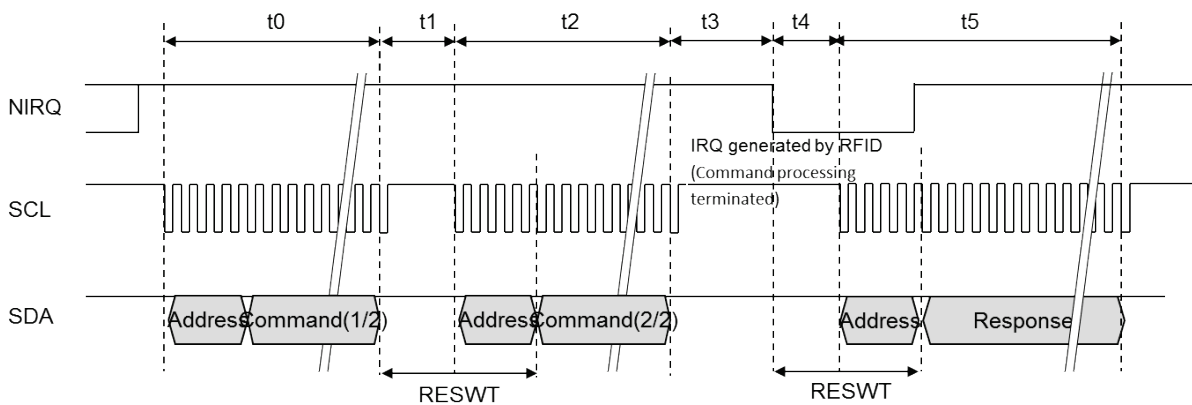 t0 t1 t2 t3 t4 t5
NIRQ
IRQ generated by RFID
(Command processing
terminated)
SCL
SDA
Address Command(1/2) Address Command(2/2) Address Response
RESWT RESWT